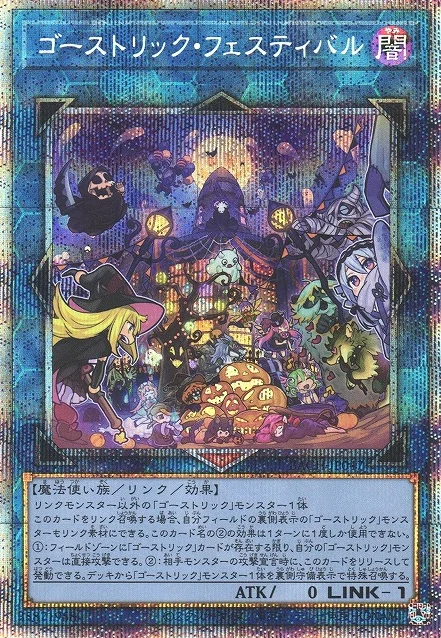 ゴーストリック・フェスティバル
闇
【魔法使い族／リンク／効果】
リンクモンスター以外の「ゴーストリック」モンスター1体
このカードをリンク召喚する場合、自分フィールドの裏側表示の「ゴーストリック」モンス
ターもリンク素材にできる。このカード名の②の効果は1ターンに1度しか使用できない。
①：フィールドゾーンに「ゴーストリック」カードが存在する限り、自分の「ゴーストリック」モンス
ターは直接攻撃できる。②：相手モンスターの攻撃宣言時に、このカードをリリースして
発動できる。デッキから「ゴーストリック」モンスター1体を裏側守備表示で特殊召喚する。
ATK/ 0 LINK-1